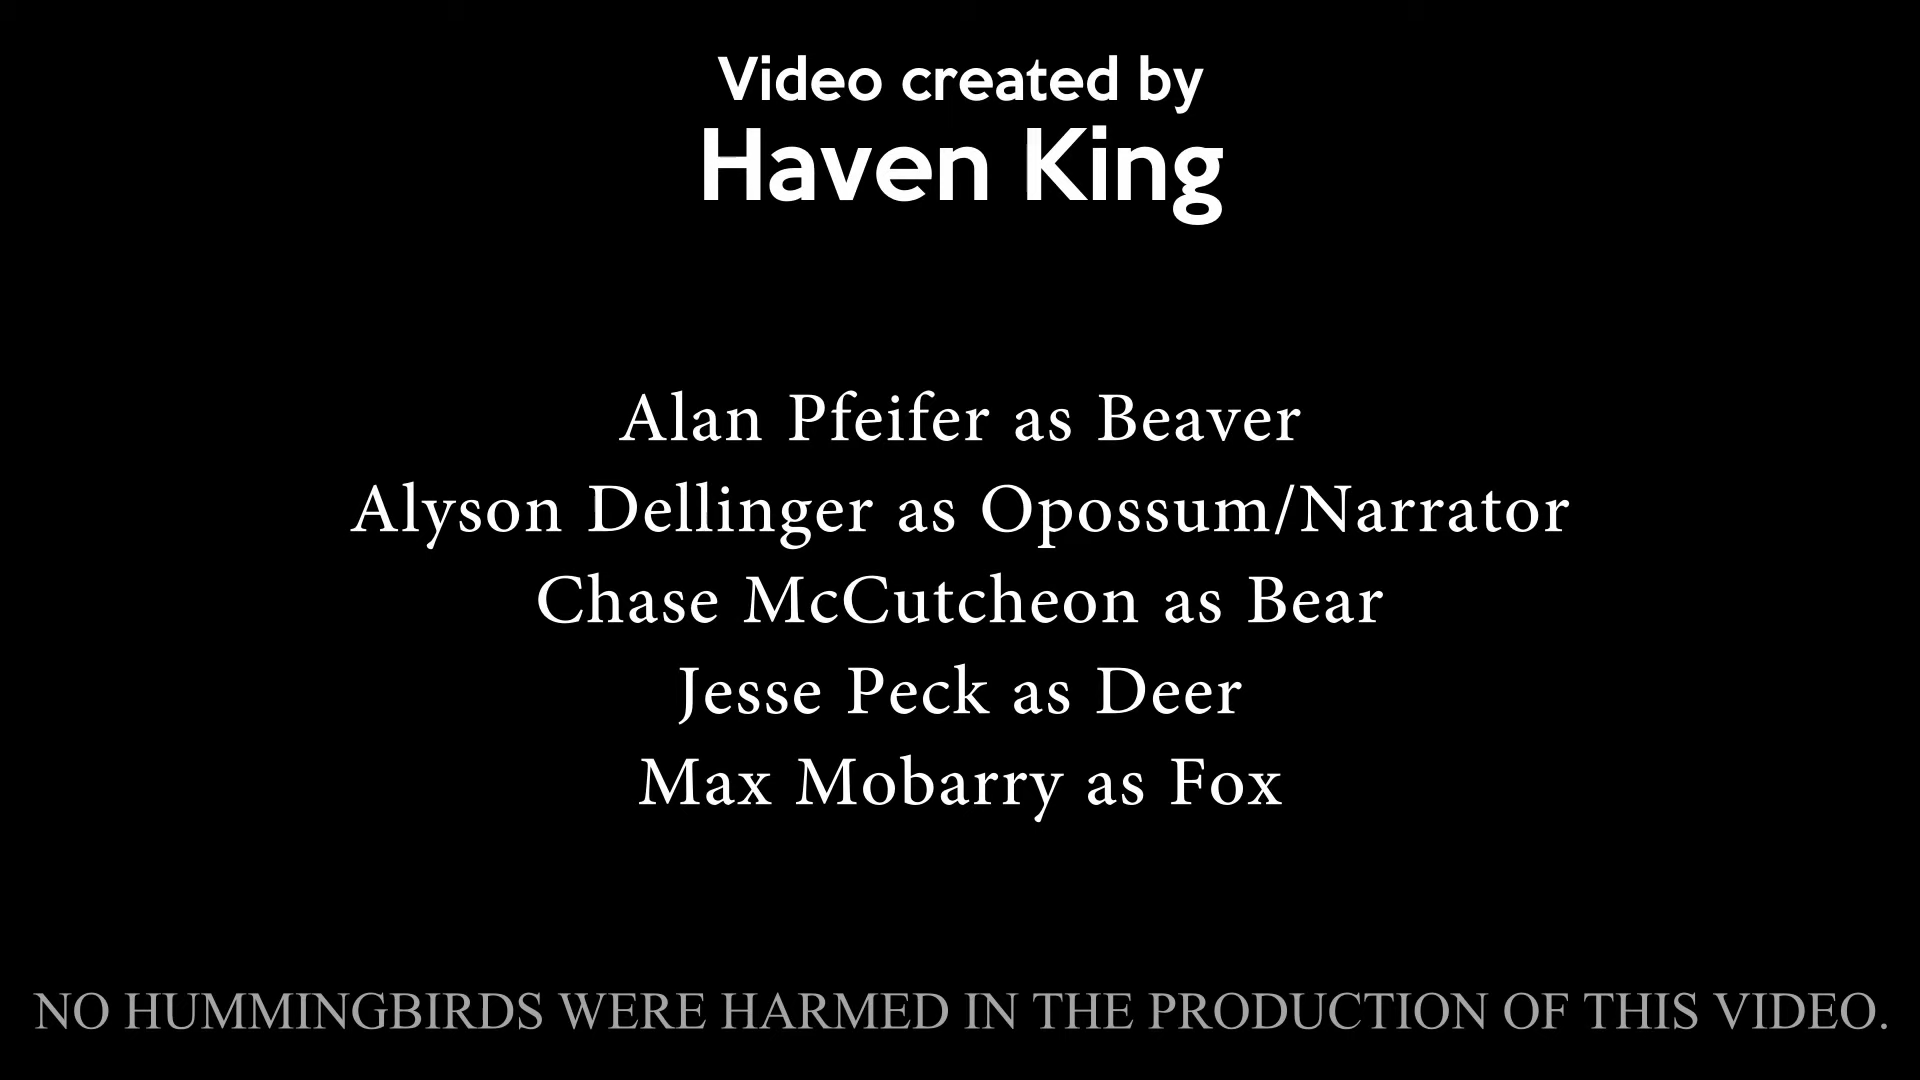 Video created by
Haven King
Alan Pfeifer as Beaver
Alyson Dellinger as Opossum/Narrator
Chase McCutcheon as Bear
Jesse Peck as Deer
Max Mobarry as Fox
NO HUMMINGBIRDS WERE HARMED IN THE PRODUCTION OF THIS VIDEO.